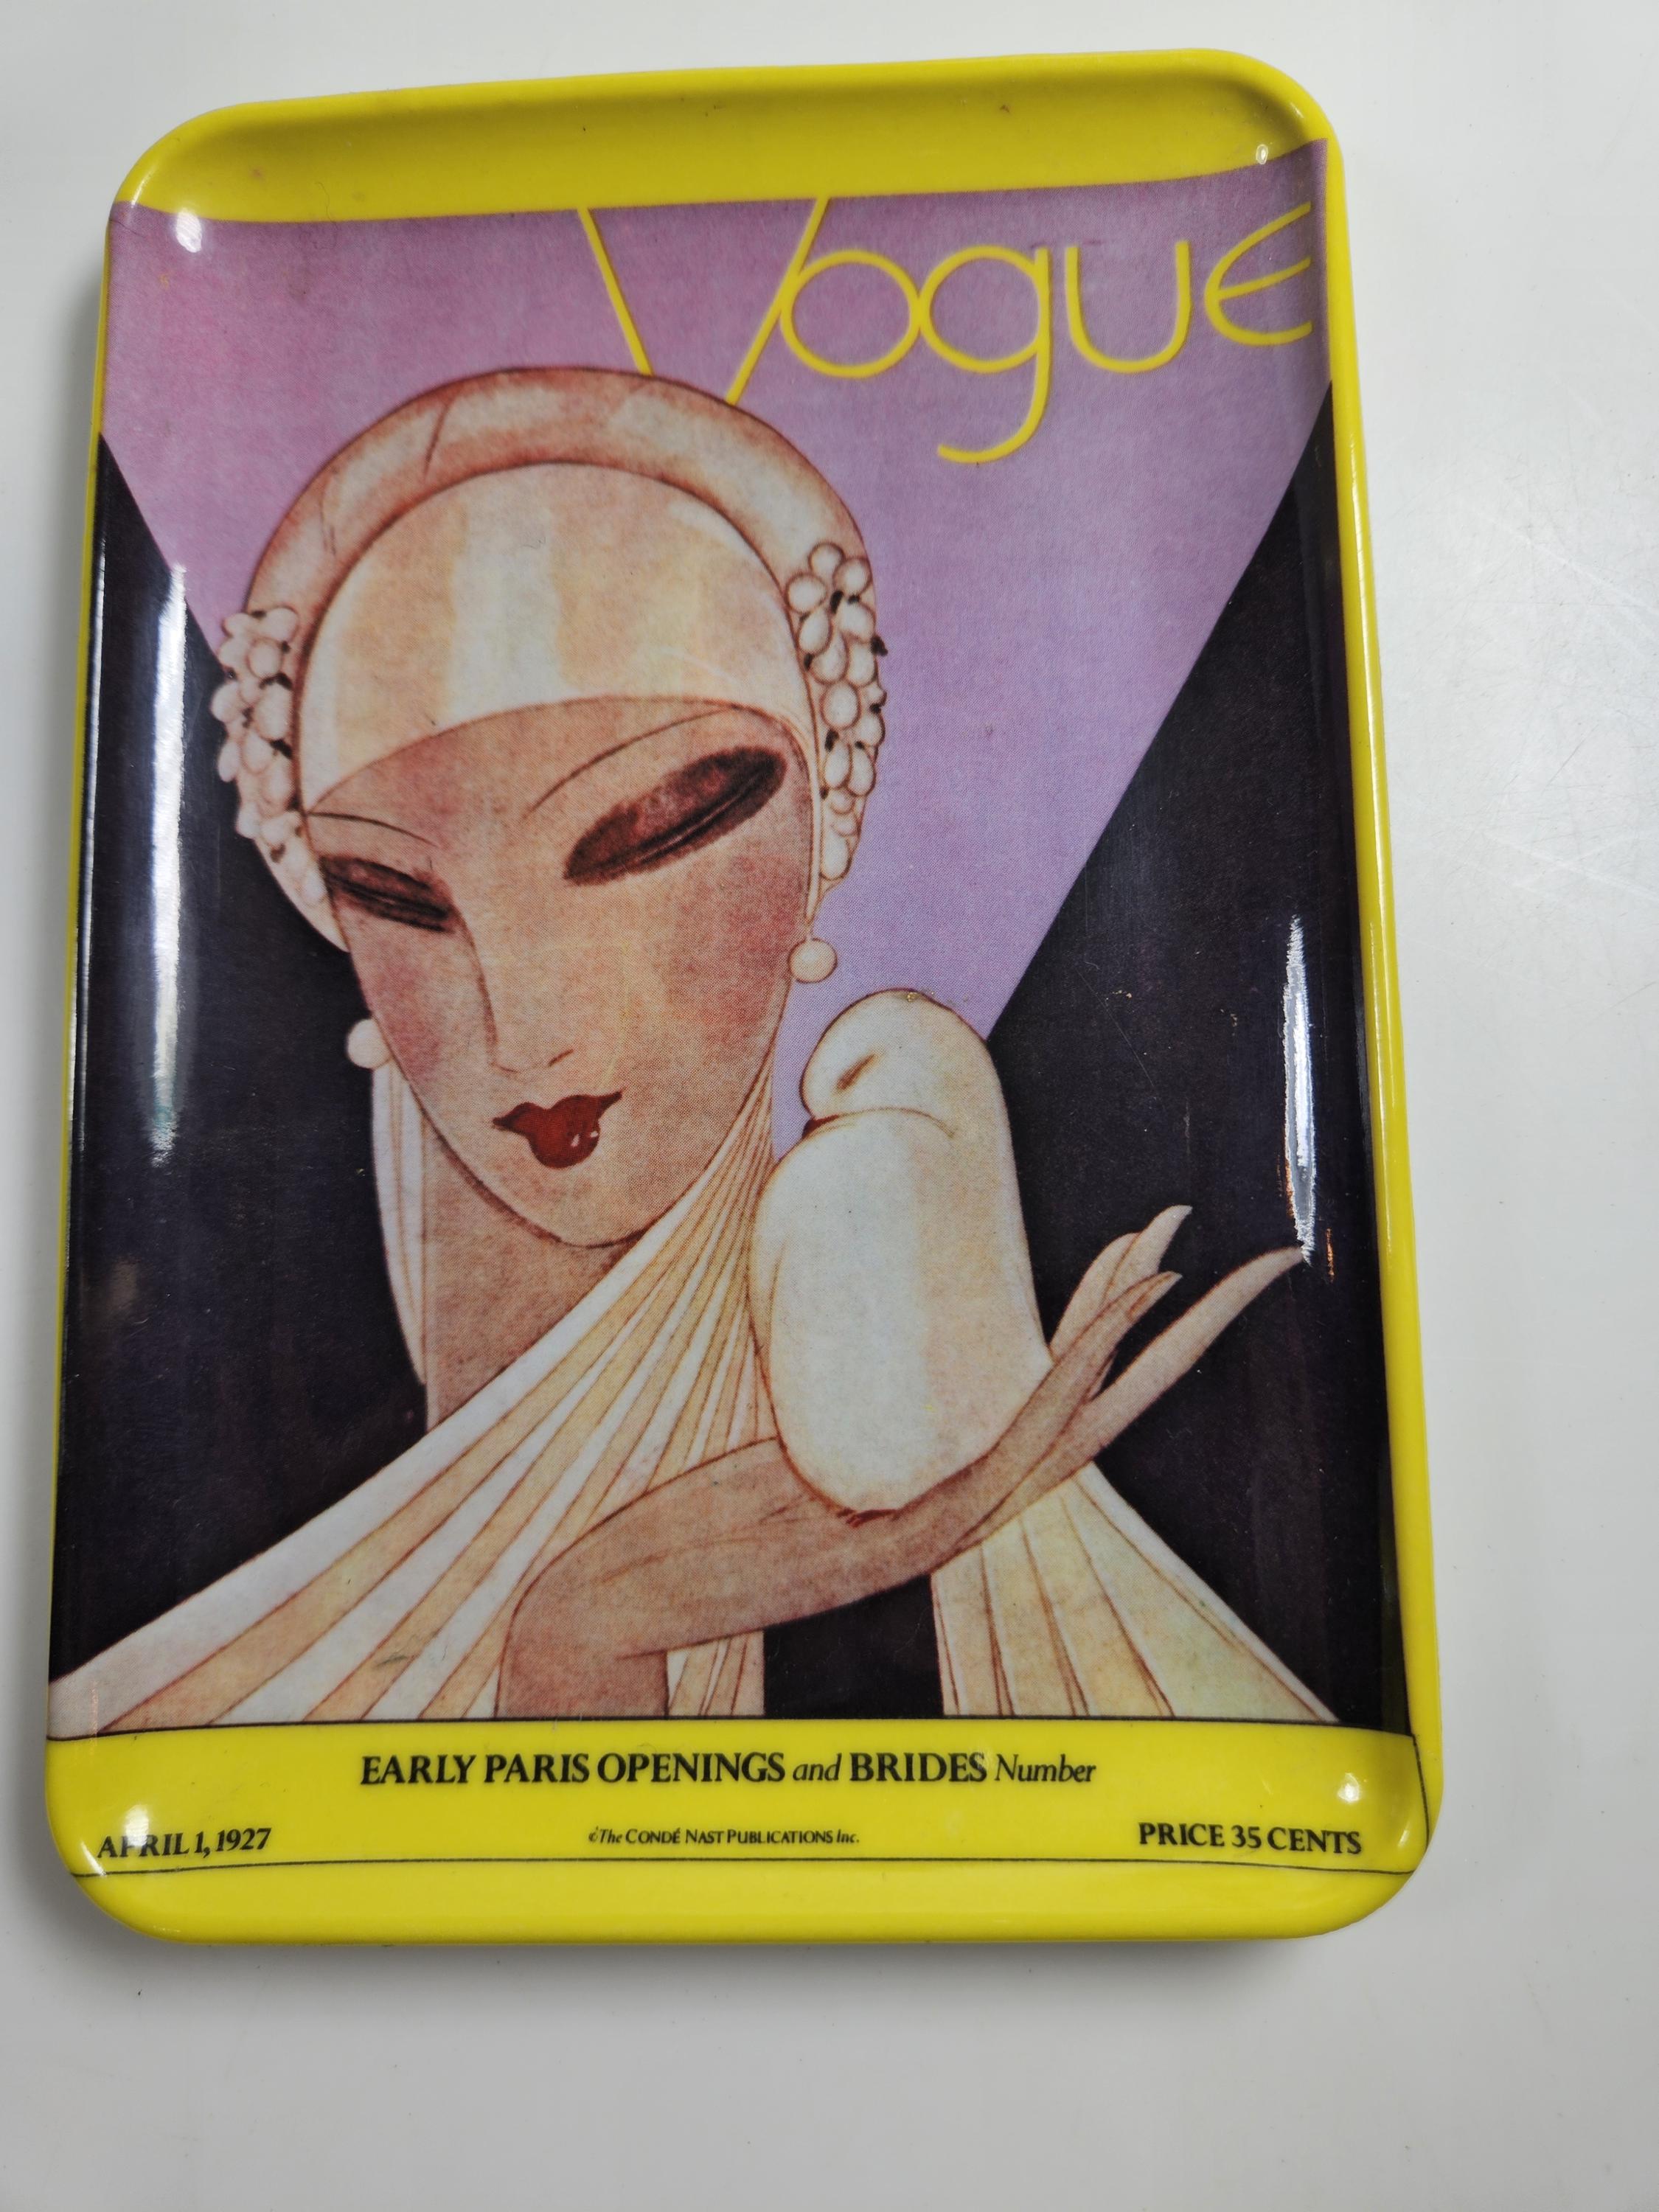 Vogue
EARLY PARIS OPENINGS and BRIDES Number
APRIL 1, 1927 ©The CONDÉ NAST PUBLICATIONS Inc. PRICE 35 CENTS